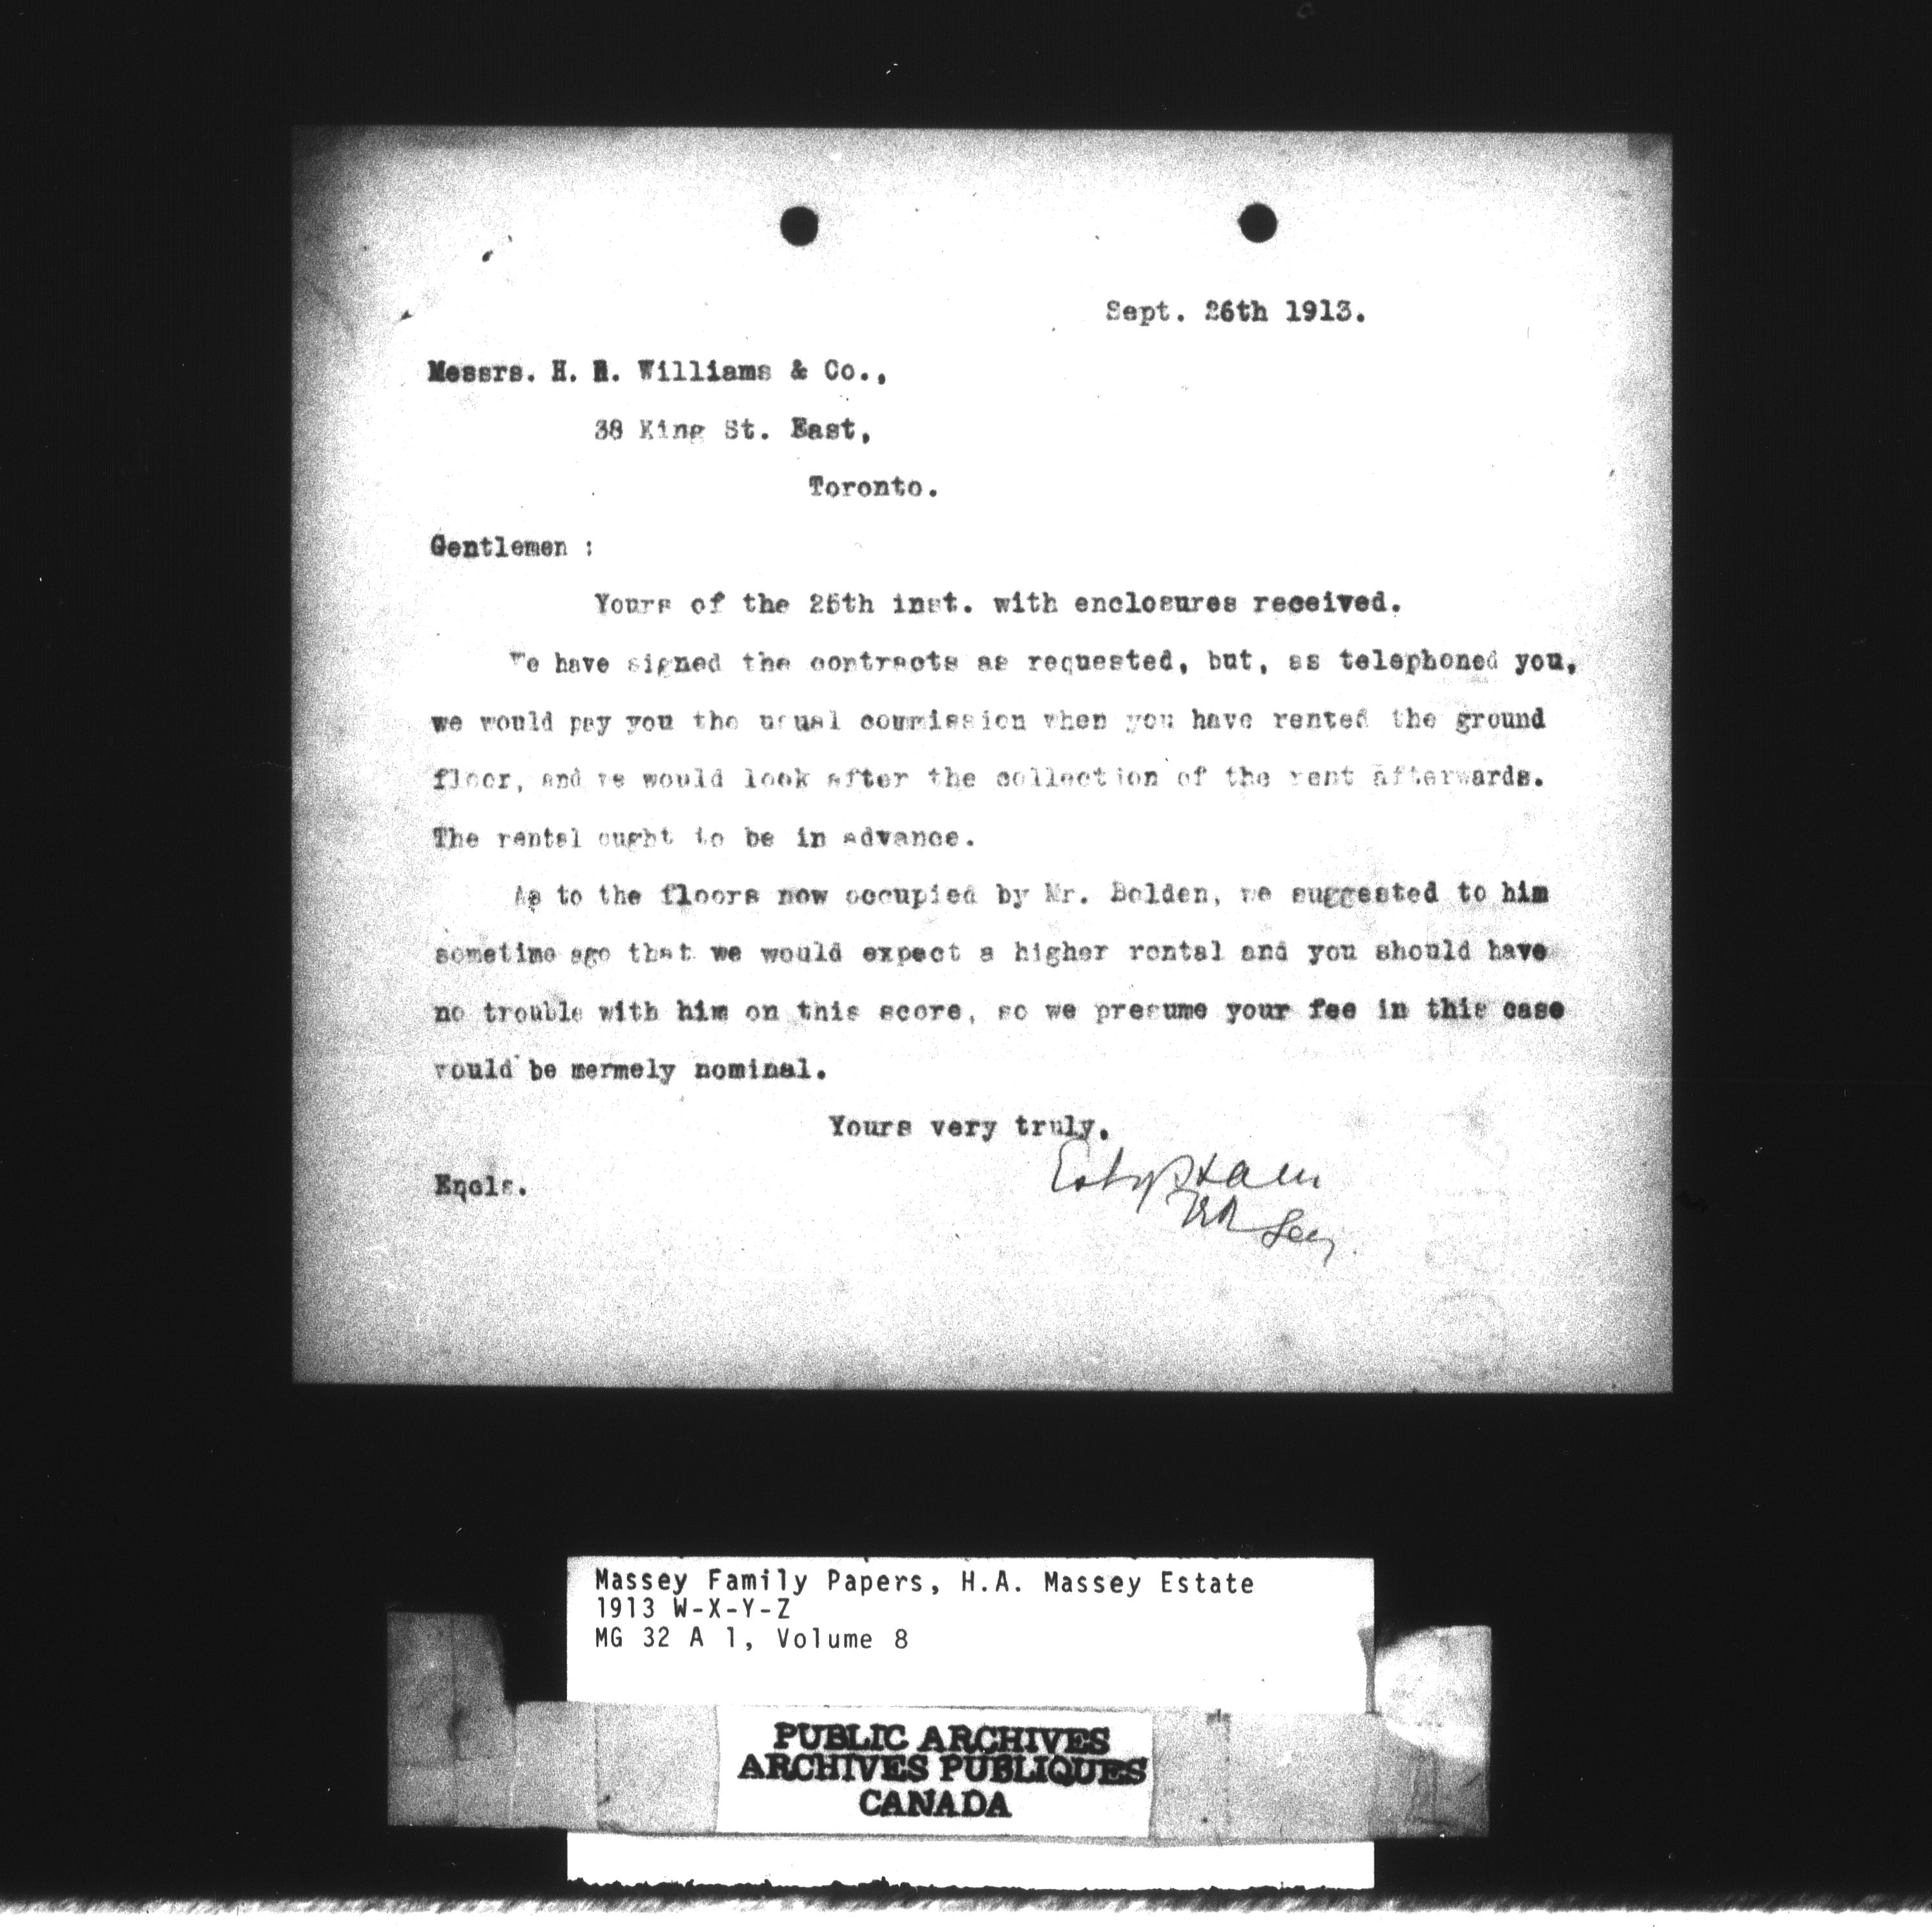 Sept. 26th 1913.
Messrs. H. R. Williams & Co.,
38 King St. East,
Toronto.
Gentlemen :
Yours of the 25th inst. with enclosures received.
We have signed the contracts as requested, but, as telephoned you,
we would pay you the usual commission when you have rented the ground
floor, and we would look after the collection of the rent afterwards.
The rental ought to be in advance.
As to the floors now occupied by Mr. Bolden, we suggested to him
sometime ago that we would expect a higher rental and you should have
no trouble with him on this score, so we presume your fee in this case
would be mermely nominal.
Yours very truly,
Encls.
Massey Family Papers, H.A. Massey Estate
1913 W-X-Y-Z
MG 32 A 1, Volume 8
PUBLIC ARCHIVES
ARCHIVES PUBLIQUES
CANADA